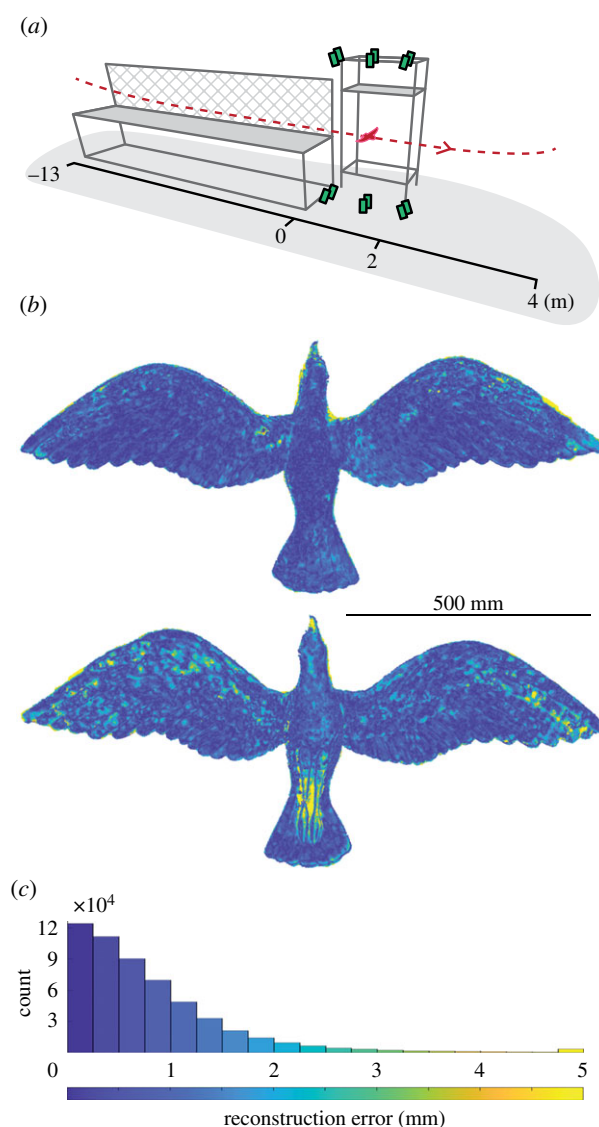 (a)
–13
0
2
4 (m)
(b)
500 mm
(c)
×10⁴
12
9
6
3
count
0 1 2 3 4 5
reconstruction error (mm)